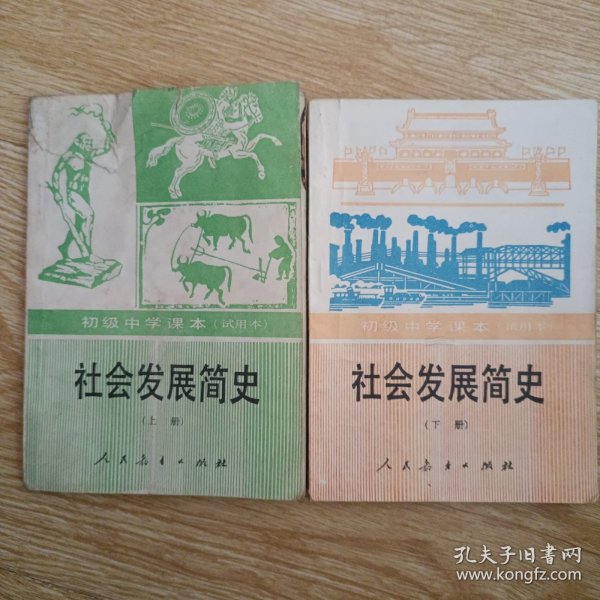 初级中学课本（试用本）
社会发展简史
（上册）
人民教育出版社
初级中学课本（试用本）
社会发展简史
（下册）
人民教育出版社
孔夫子旧书网
www.kongfz.com